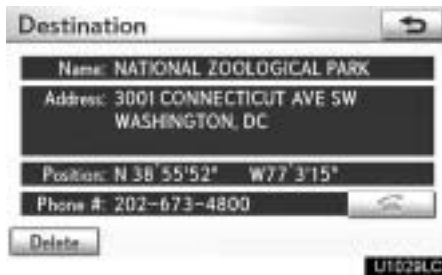 Destination
Name: NATIONAL ZOOLOGICAL PARK
Address: 3001 CONNECTICUT AVE SW
WASHINGTON, DC
Position: N 38°55'52" W77°3'15"
Phone #: 202-673-4800
Delete
U1029LC